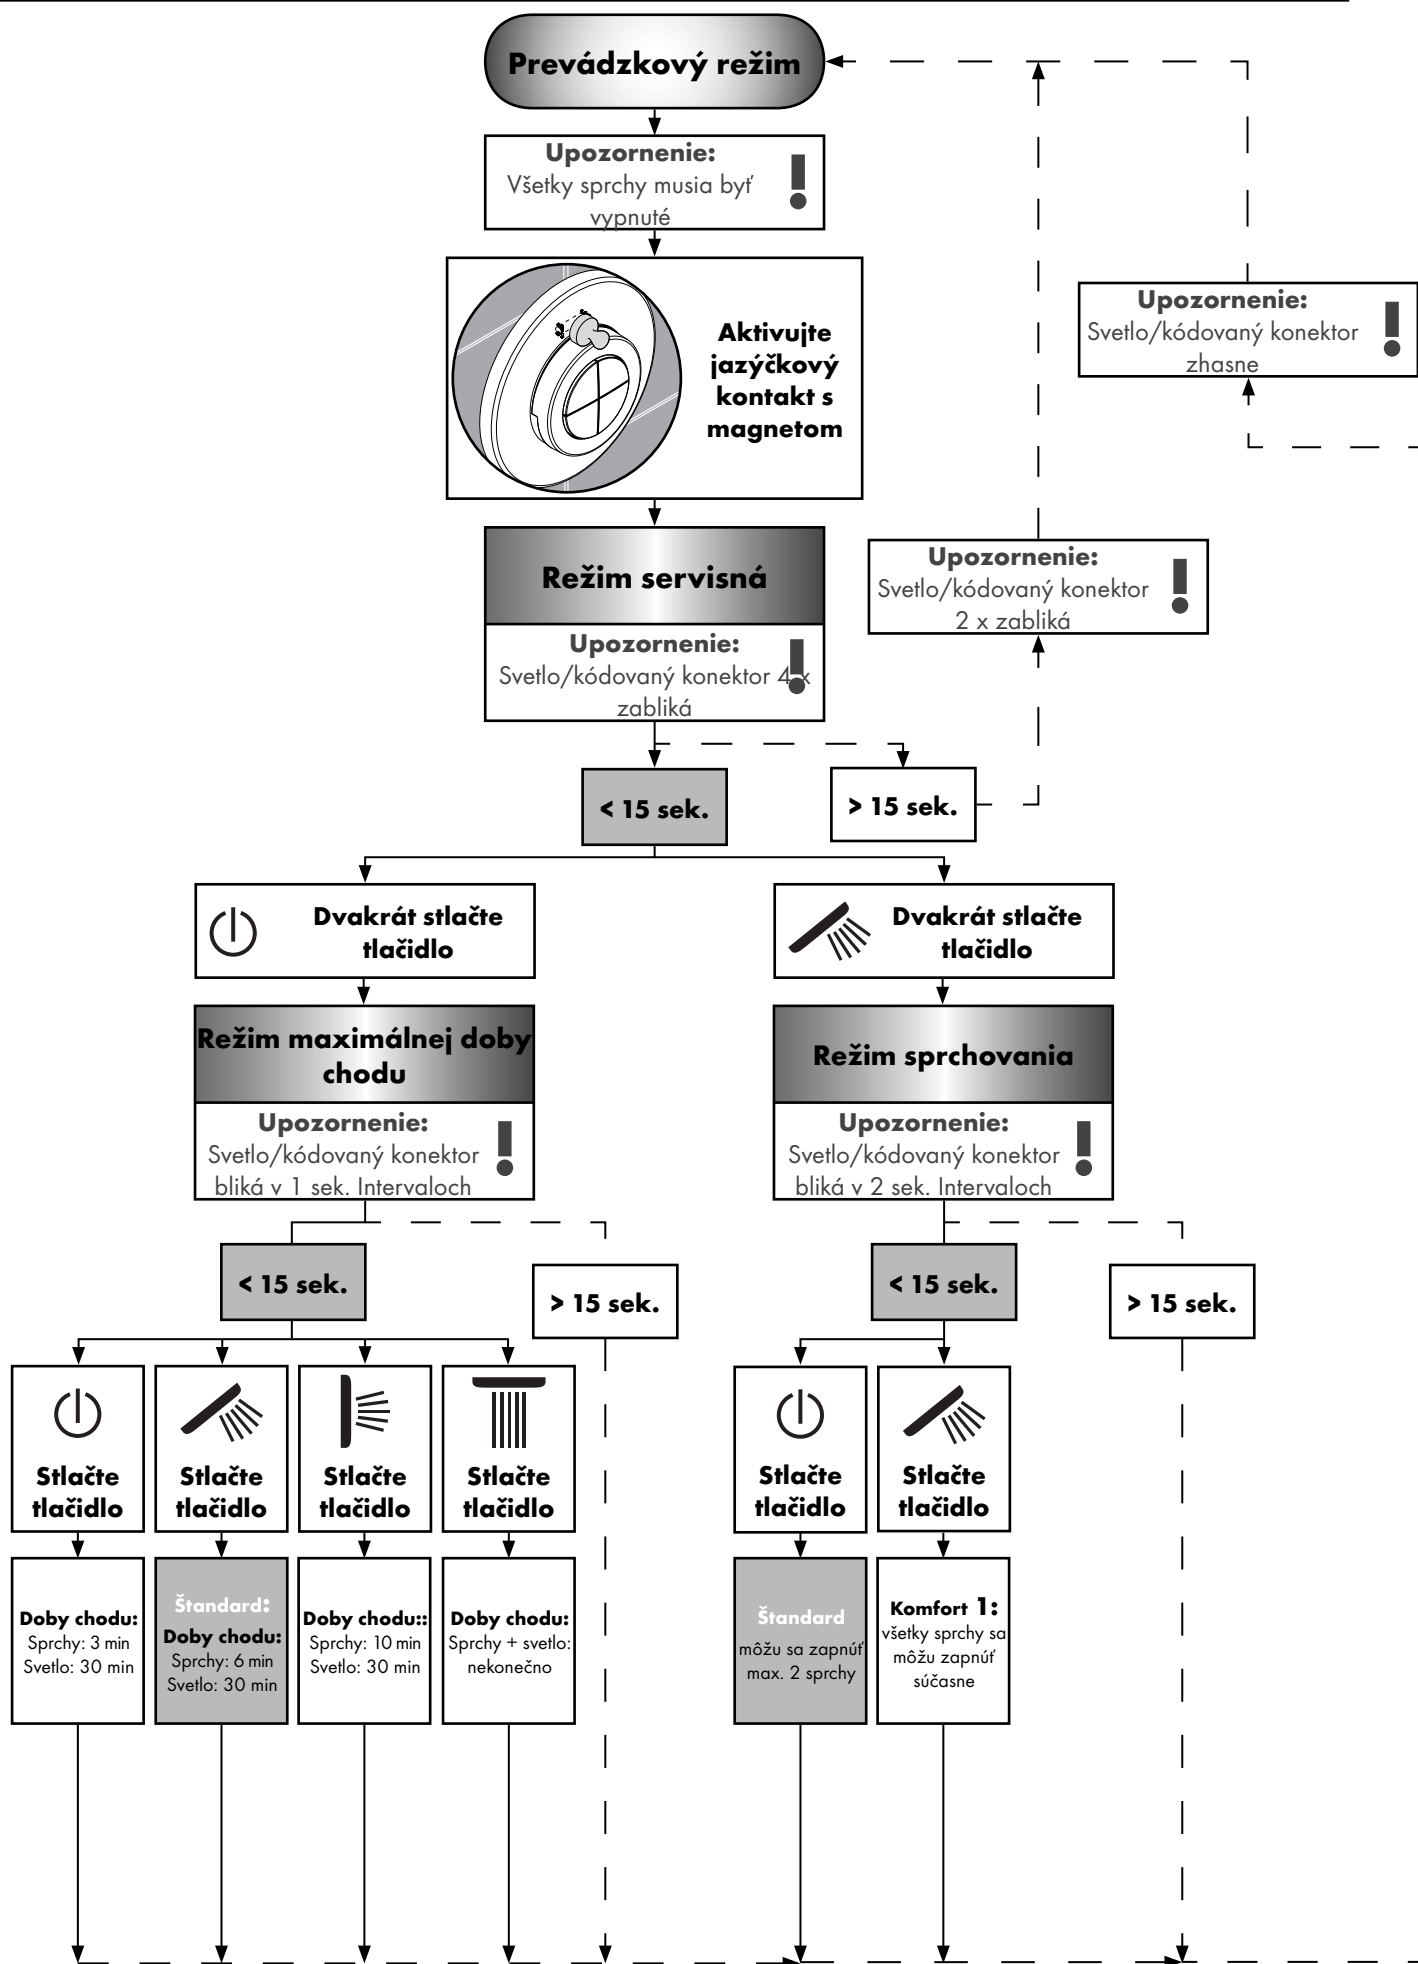 Prevádzkový režim
Upozornenie:
Všetky sprchy musia byť
vypnuté
Aktivujte
jazýčkový
kontakt s
magnetom
Upozornenie:
Svetlo/kódovaný konektor
zhasne
Režim servisná
Upozornenie:
Svetlo/kódovaný konektor 4 x
zabliká
Upozornenie:
Svetlo/kódovaný konektor
2 x zabliká
< 15 sek.
> 15 sek.
Dvakrát stlačte
tlačidlo
Dvakrát stlačte
tlačidlo
Režim maximálnej doby
chodu
Upozornenie:
Svetlo/kódovaný konektor
bliká v 1 sek. Intervaloch
Režim sprchovania
Upozornenie:
Svetlo/kódovaný konektor
bliká v 2 sek. Intervaloch
< 15 sek.
> 15 sek.
< 15 sek.
> 15 sek.
Stlačte
tlačidlo
Stlačte
tlačidlo
Stlačte
tlačidlo
Stlačte
tlačidlo
Stlačte
tlačidlo
Stlačte
tlačidlo
Doby chodu:
Sprchy: 3 min
Svetlo: 30 min
Štandard:
Doby chodu:
Sprchy: 6 min
Svetlo: 30 min
Doby chodu::
Sprchy: 10 min
Svetlo: 30 min
Doby chodu:
Sprchy + svetlo:
nekonečno
Štandard
môžu sa zapnúť
max. 2 sprchy
Komfort 1:
všetky sprchy sa
môžu zapnúť
súčasne